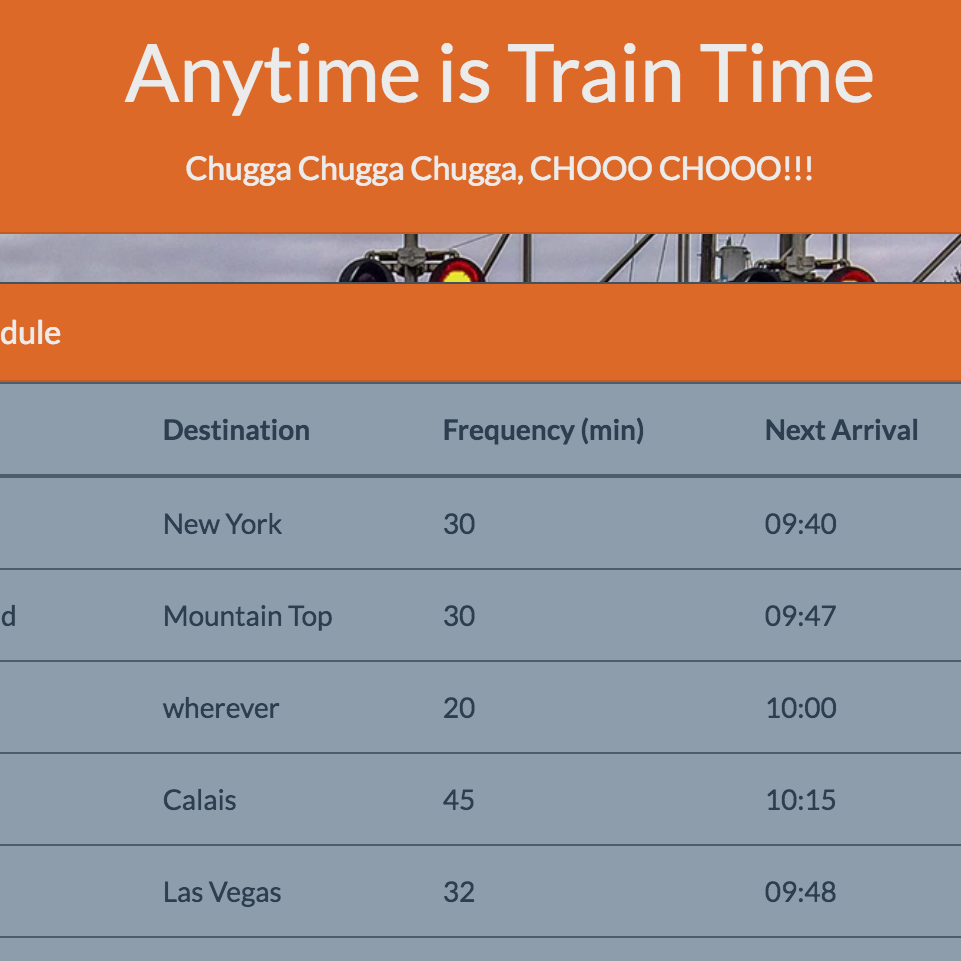 Anytime is Train Time
Chugga Chugga Chugga, CHOOO CHOOO!!!
dule
Destination Frequency (min) Next Arrival
New York 30 09:40
d Mountain Top 30 09:47
wherever 20 10:00
Calais 45 10:15
Las Vegas 32 09:48